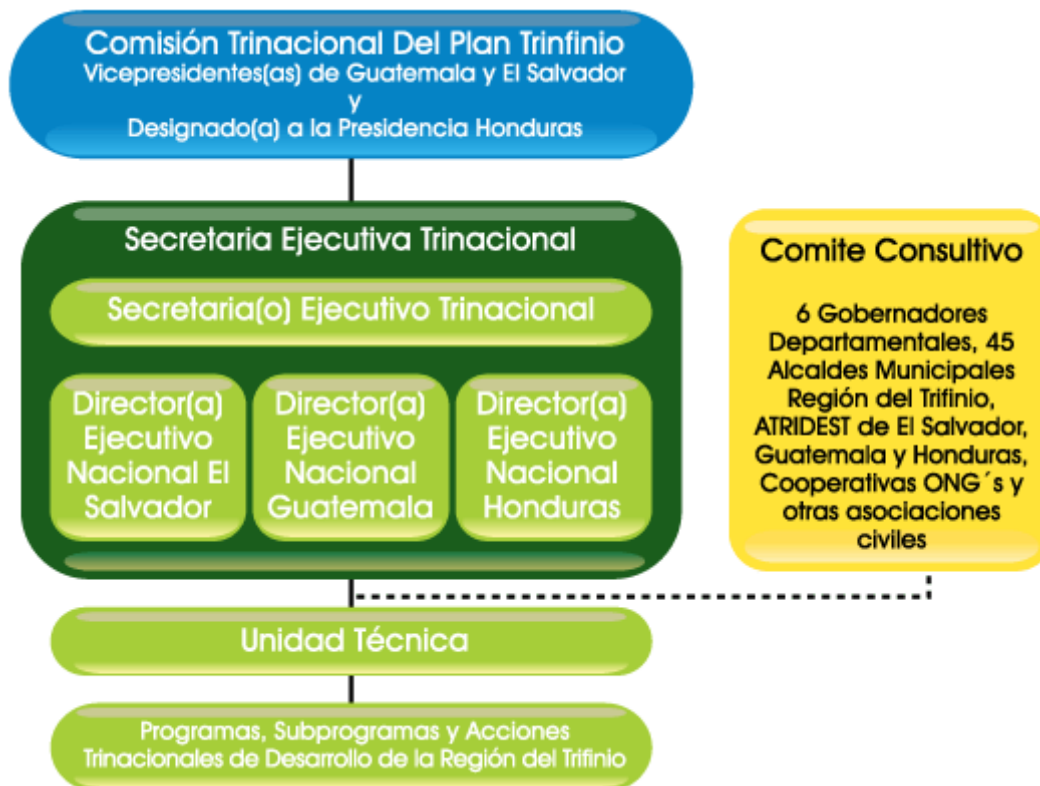 Comisión Trinacional Del Plan Trinfinio
Vicepresidentes(as) de Guatemala y El Salvador
y
Designado(a) a la Presidencia Honduras
Secretaria Ejecutiva Trinacional
Secretaria(o) Ejecutivo Trinacional
Director(a)
Ejecutivo
Nacional El
Salvador
Director(a)
Ejecutivo
Nacional
Guatemala
Director(a)
Ejecutivo
Nacional
Honduras
Comite Consultivo
6 Gobernadores
Departamentales, 45
Alcaldes Municipales
Región del Trifinio,
ATRIDEST de El Salvador,
Guatemala y Honduras,
Cooperativas ONG´s y
otras asociaciones
civiles
Unidad Técnica
Programas, Subprogramas y Acciones
Trinacionales de Desarrollo de la Región del Trifinio